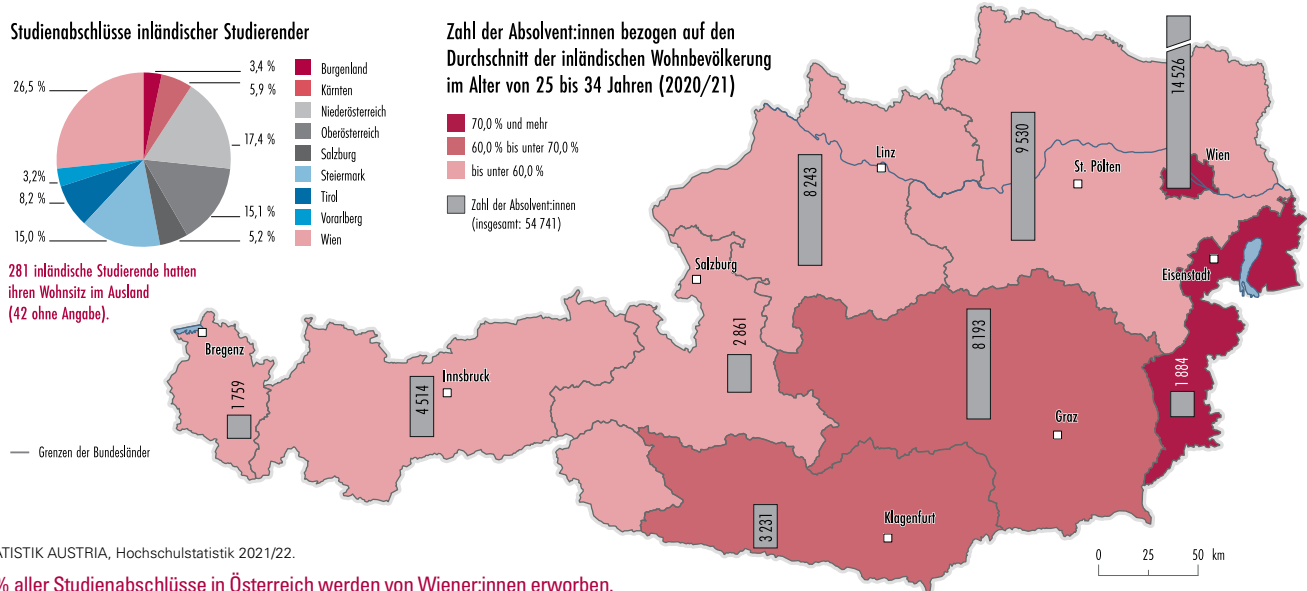 Studienabschlüsse inländischer Studierender
3,4 %
5,9 %
17,4 %
15,1 %
5,2 %
15,0 %
8,2 %
3,2%
26,5 %
Burgenland
Kärnten
Niederösterreich
Oberösterreich
Salzburg
Steiermark
Tirol
Vorarlberg
Wien
281 inländische Studierende hatten
ihren Wohnsitz im Ausland
(42 ohne Angabe).
Zahl der Absolvent:innen bezogen auf den
Durchschnitt der inländischen Wohnbevölkerung
im Alter von 25 bis 34 Jahren (2020/21)
70,0 % und mehr
60,0 % bis unter 70,0 %
bis unter 60,0 %
Zahl der Absolvent:innen
(insgesamt: 54 741)
14 526
9 530
8 243
Linz
St. Pölten
Wien
Salzburg
Eisenstadt
Bregenz
1 759
4 514
Innsbruck
2 861
8 193
1 884
Graz
3 231
Klagenfurt
Grenzen der Bundesländer
0 25 50 km
ATISTIK AUSTRIA, Hochschulstatistik 2021/22.
% aller Studienabschlüsse in Österreich werden von Wiener:innen erworben.